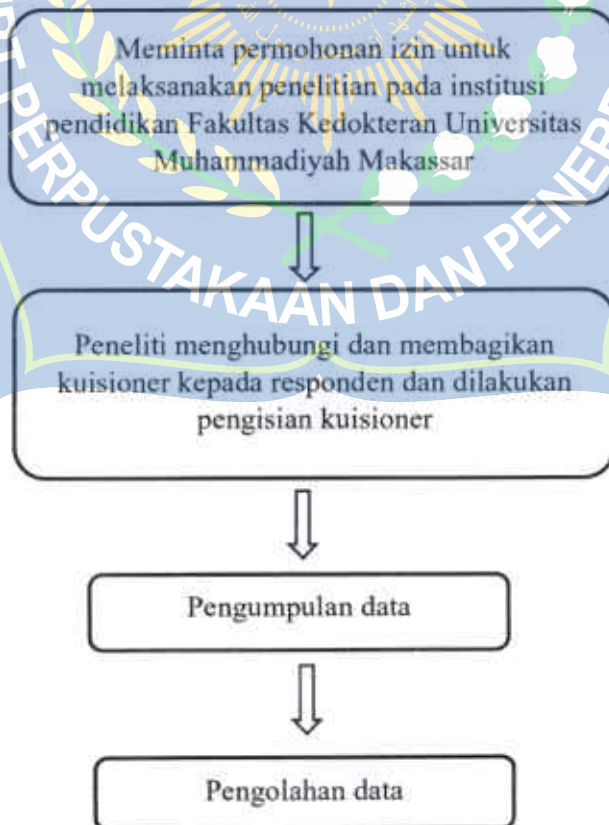 Meminta permohonan izin untuk
melaksanakan penelitian pada institusi
pendidikan Fakultas Kedokteran Universitas
Muhammadiyah Makassar
PERPUSTAKAAN DAN PENE
Peneliti menghubungi dan membagikan
kuisioner kepada responden dan dilakukan
pengisian kuisioner
Pengumpulan data
Pengolahan data